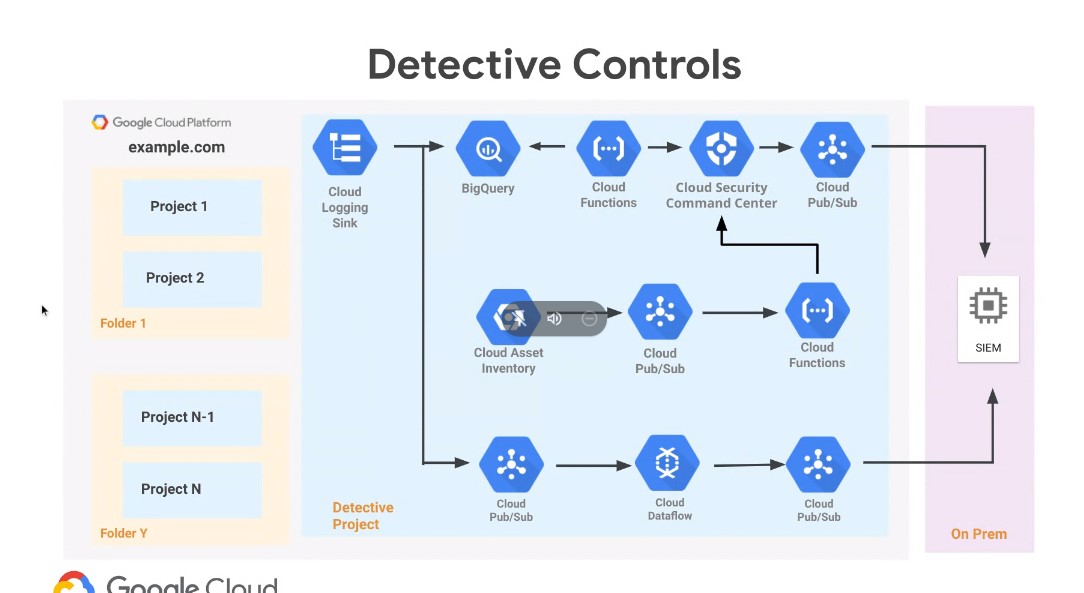 Detective Controls
Google Cloud Platform
example.com
Project 1
Project 2
Folder 1
Project N-1
Project N
Folder Y
Cloud
Logging
Sink
BigQuery
Cloud
Functions
Cloud Security
Command Center
Cloud
Pub/Sub
Cloud Asset
Inventory
Cloud
Pub/Sub
Cloud
Functions
Cloud
Pub/Sub
Cloud
Dataflow
Cloud
Pub/Sub
Detective
Project
SIEM
On Prem
Google Cloud